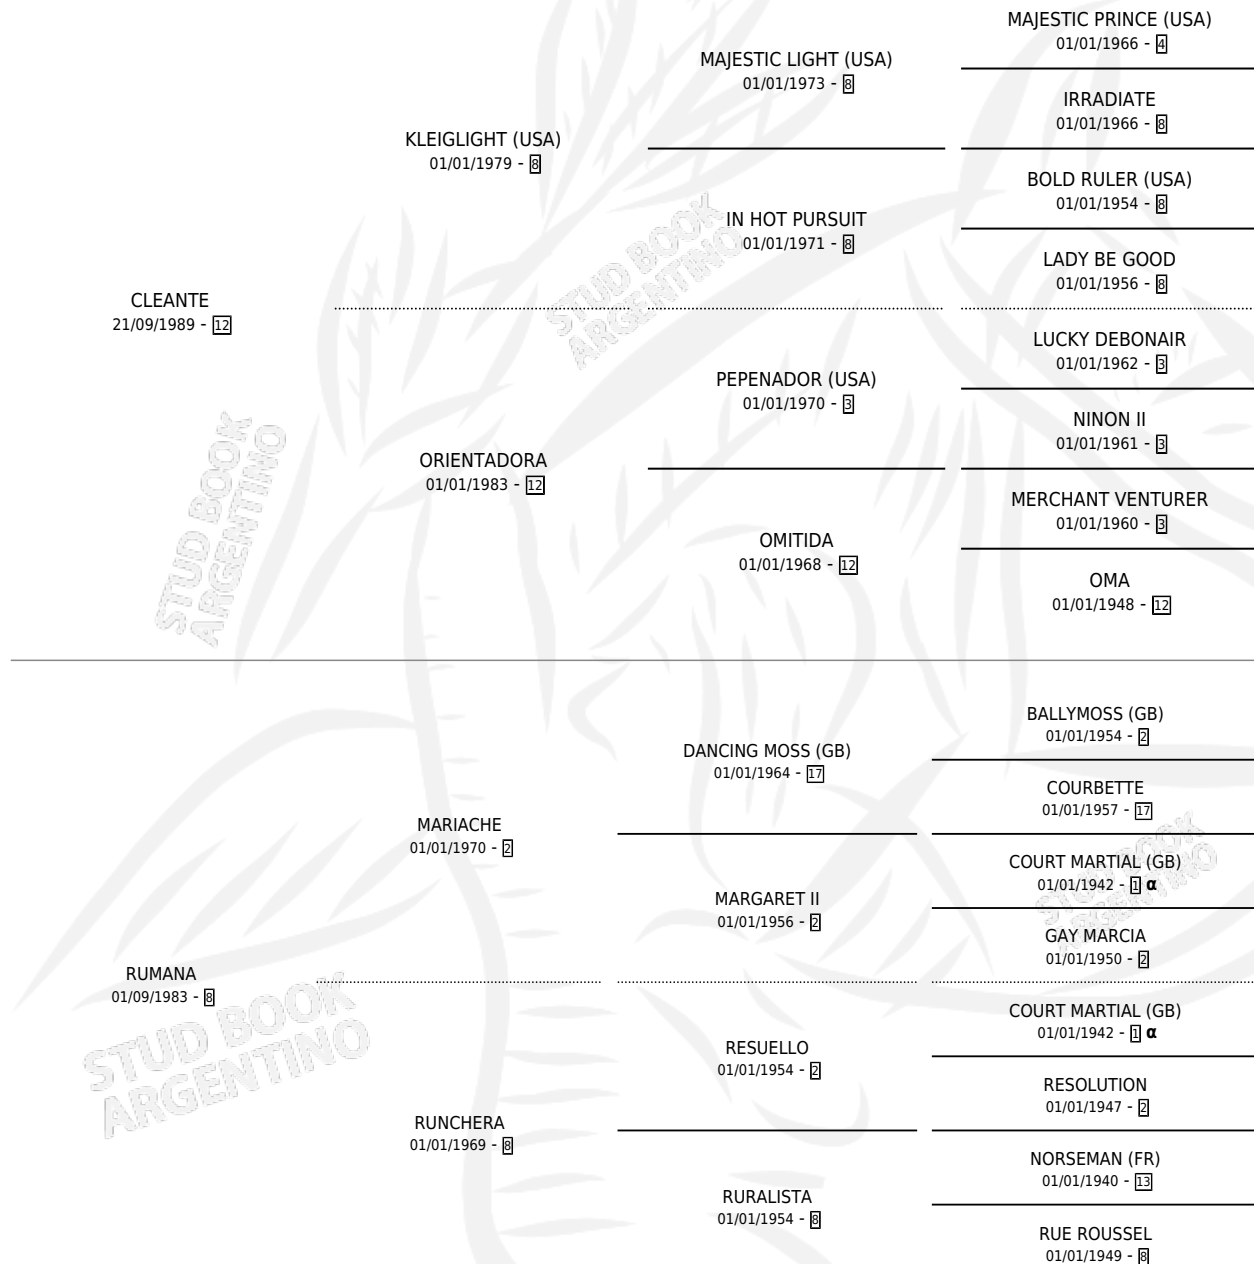 MAJESTIC PRINCE (USA)
01/01/1966 - 4
MAJESTIC LIGHT (USA)
01/01/1973 - 8
IRRADIATE
01/01/1966 - 8
KLEIGLIGHT (USA)
01/01/1979 - 8
BOLD RULER (USA)
01/01/1954 - 8
IN HOT PURSUIT
01/01/1971 - 8
LADY BE GOOD
01/01/1956 - 8
CLEANTE
21/09/1989 - 12
LUCKY DEBONAIR
01/01/1962 - 3
PEPENADOR (USA)
01/01/1970 - 3
NINON II
01/01/1961 - 3
ORIENTADORA
01/01/1983 - 12
MERCHANT VENTURER
01/01/1960 - 3
OMITIDA
01/01/1968 - 12
OMA
01/01/1948 - 12
BALLYMOSS (GB)
01/01/1954 - 2
DANCING MOSS (GB)
01/01/1964 - 17
COURBETTE
01/01/1957 - 17
MARIACHE
01/01/1970 - 2
COURT MARTIAL (GB)
01/01/1942 - 1 α
MARGARET II
01/01/1956 - 2
GAY MARCIA
01/01/1950 - 2
RUMANA
01/09/1983 - 8
COURT MARTIAL (GB)
01/01/1942 - 1 α
RESUELLO
01/01/1954 - 2
RESOLUTION
01/01/1947 - 2
RUNCHERA
01/01/1969 - 8
NORSEMAN (FR)
01/01/1940 - 13
RURALISTA
01/01/1954 - 8
RUE ROUSSEL
01/01/1949 - 8
STUD BOOK
ARGENTINO
STUD BOOK
ARGENTINO
STUD BOOK
ARGENTINO
STUD BOOK
ARGENTINO